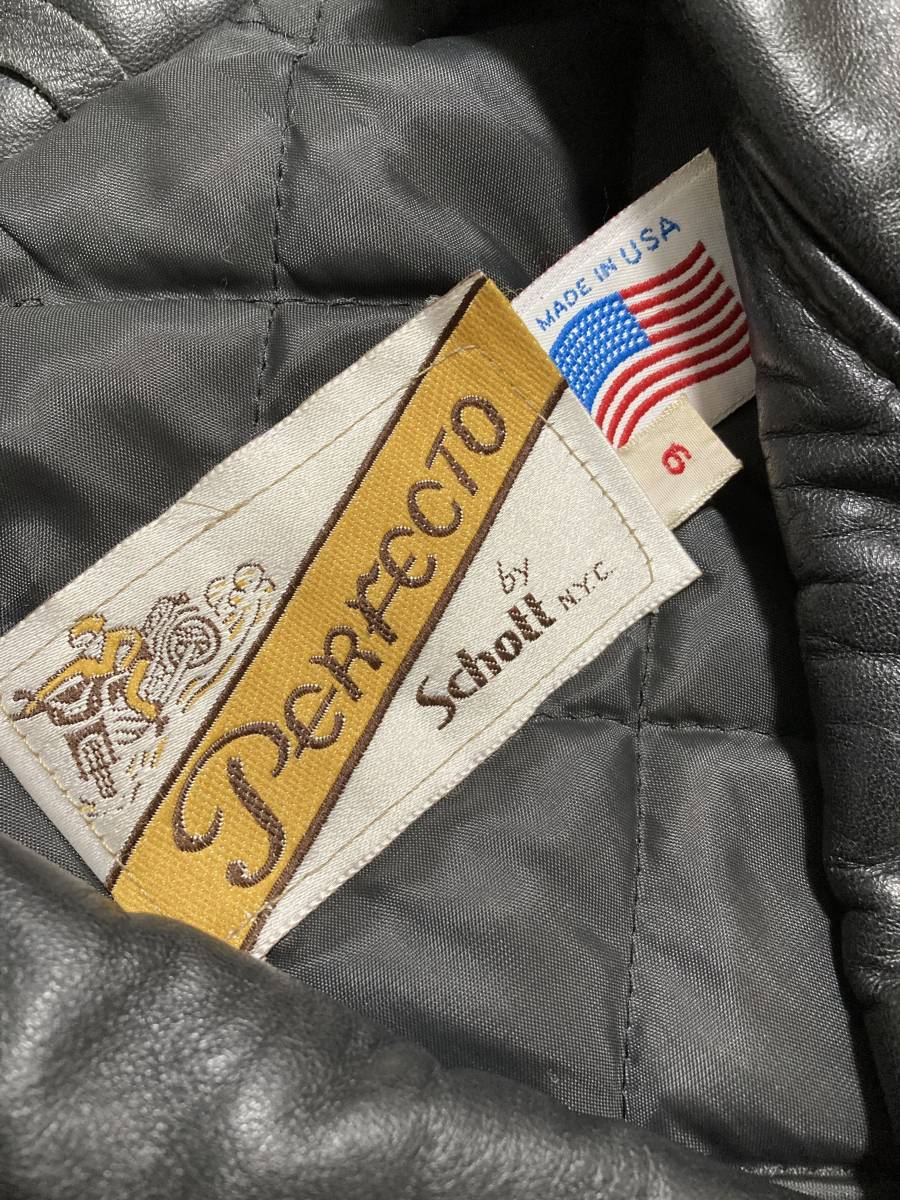 PERFECTO
by
Schott N.Y.C.
MADE IN USA
6